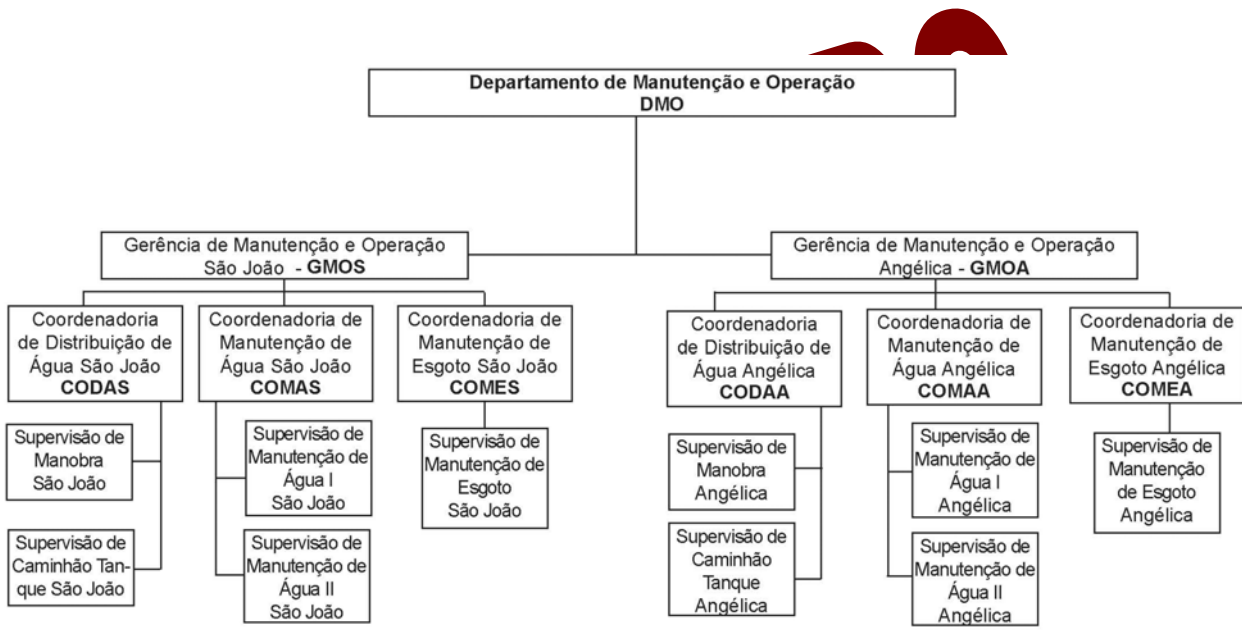 Departamento de Manutenção e Operação
DMO
Gerência de Manutenção e Operação
São João - GMOS
Gerência de Manutenção e Operação
Angélica - GMOA
Coordenadoria
de Distribuição de
Água São João
CODAS
Coordenadoria de
Manutenção de
Água São João
COMAS
Coordenadoria de
Manutenção de
Esgoto São João
COMES
Coordenadoria
de Distribuição de
Água Angélica
CODAA
Coordenadoria de
Manutenção de
Água Angélica
COMAA
Coordenadoria de
Manutenção de
Esgoto Angélica
COMEA
Supervisão de
Manobra
São João
Supervisão de
Manutenção de
Água I
São João
Supervisão de
Manutenção de
Esgoto
São João
Supervisão de
Manobra
Angélica
Supervisão de
Manutenção de
Água I
Angélica
Supervisão de
Manutenção
de Esgoto
Angélica
Supervisão de
Caminhão Tan-
que São João
Supervisão de
Manutenção de
Água II
São João
Supervisão de
Caminhão
Tanque
Angélica
Supervisão de
Manutenção de
Água II
Angélica